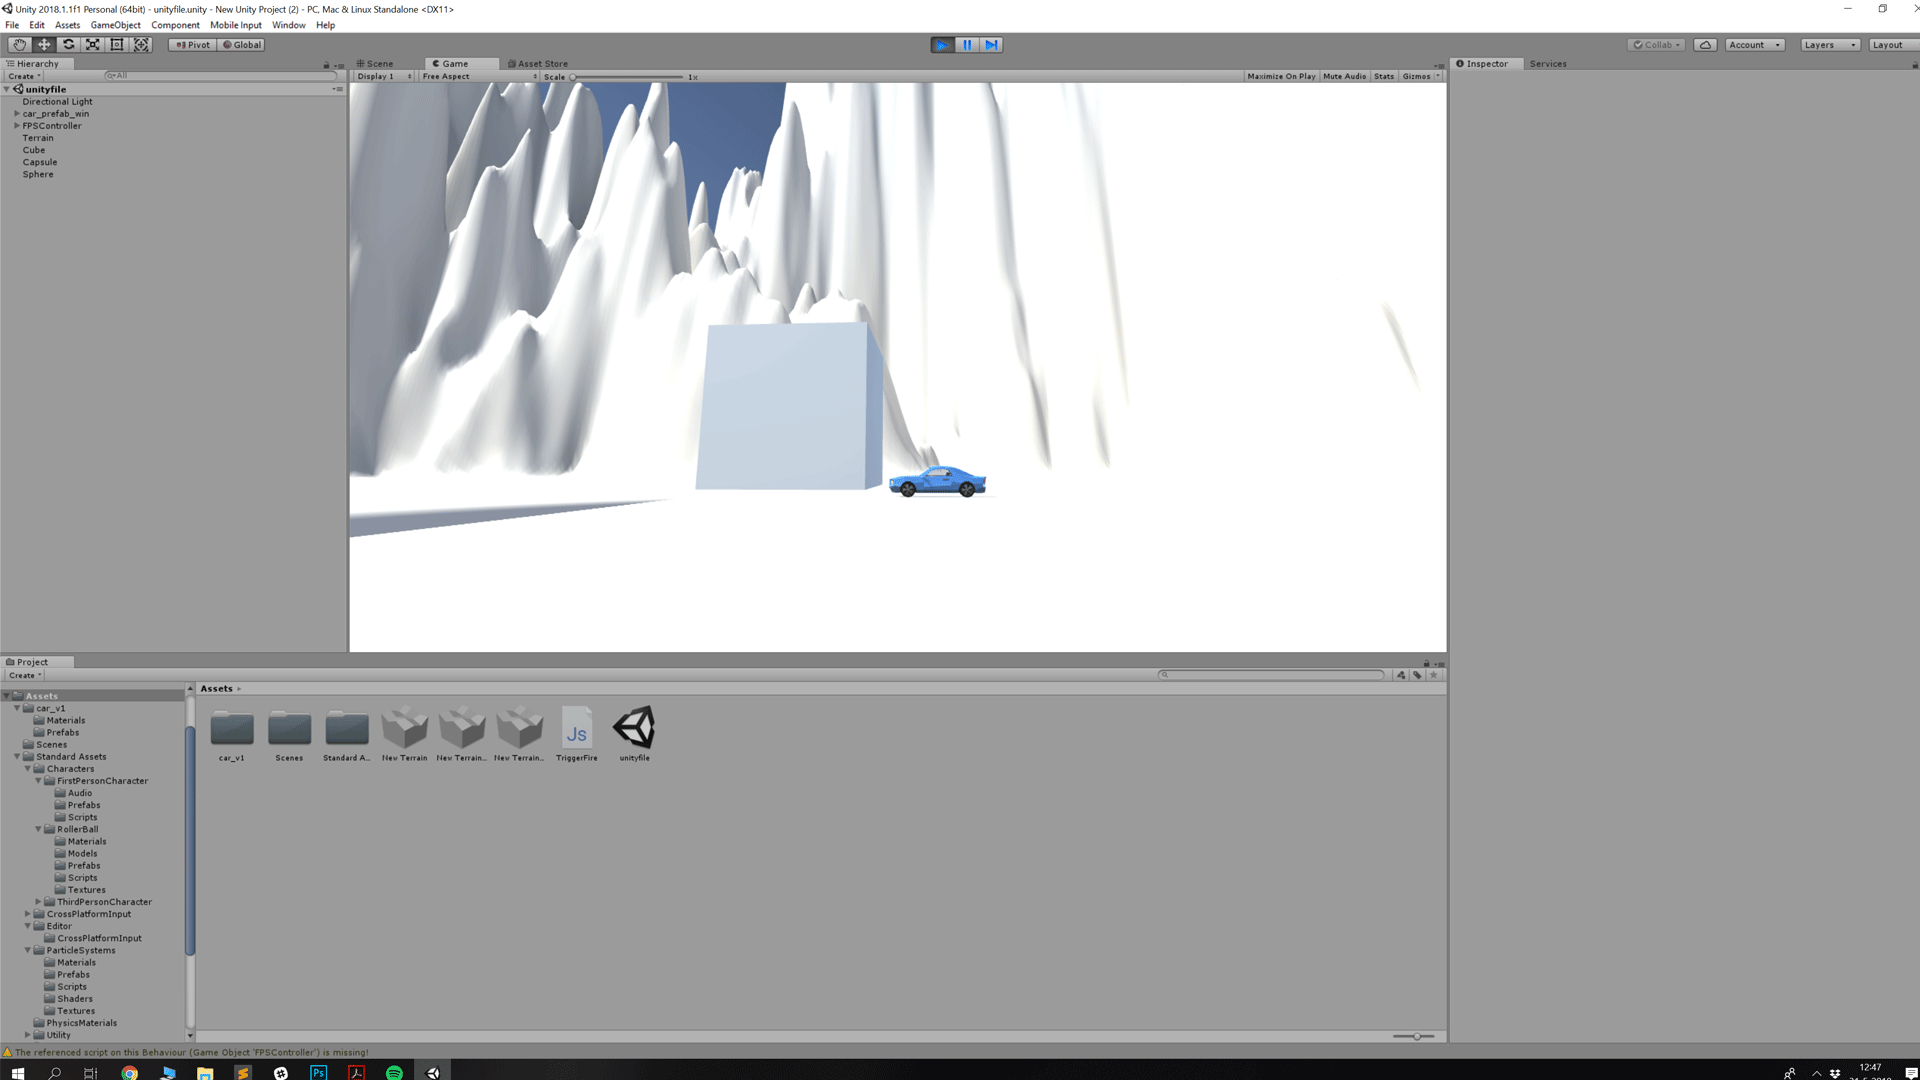 Unity 2018.1.1f1 Personal (64bit) - unityfile.unity - New Unity Project (2) - PC, Mac & Linux Standalone <DX11>
File Edit Assets GameObject Component Mobile Input Window Help
Pivot Global Collab Account Layers Layout
Hierarchy
Create All
unityfile
Directional Light
car_prefab_win
FPSController
Terrain
Cube
Capsule
Sphere
Scene Game Asset Store
Display 1 Free Aspect Scale 1x Maximize On Play Mute Audio Stats Gizmos
Inspector Services
Project
Create
Assets
car_v1
Materials
Prefabs
Scenes
Standard Assets
Characters
FirstPersonCharacter
Audio
Prefabs
Scripts
RollerBall
Materials
Models
Prefabs
Scripts
Textures
ThirdPersonCharacter
CrossPlatformInput
Editor
CrossPlatformInput
ParticleSystems
Materials
Prefabs
Scripts
Shaders
Textures
PhysicsMaterials
Utility
Assets
Js
car_v1 Scenes Standard A... New Terrain New Terrain... New Terrain... TriggerFire unityfile
The referenced script on this Behaviour (Game Object 'FPSController') is missing!
Ps
12:47